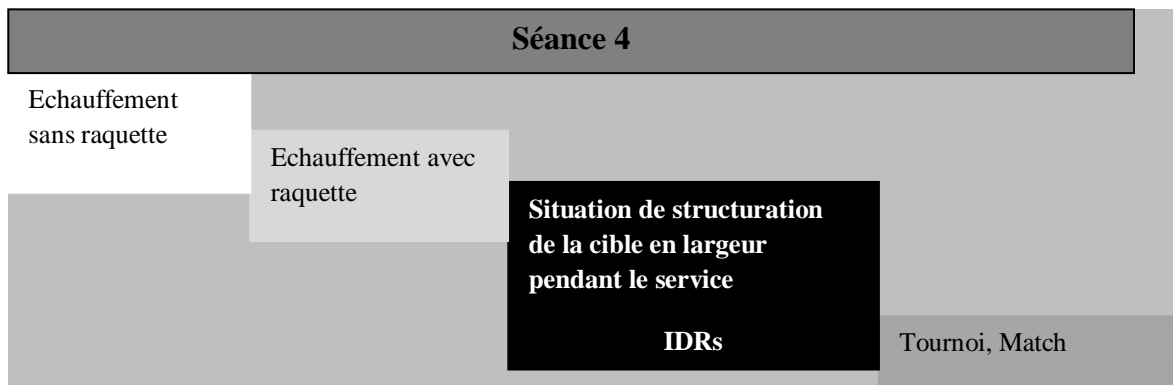 Séance 4
Echauffement
sans raquette
Echauffement avec
raquette
Situation de structuration
de la cible en largeur
pendant le service
IDRs
Tournoi, Match